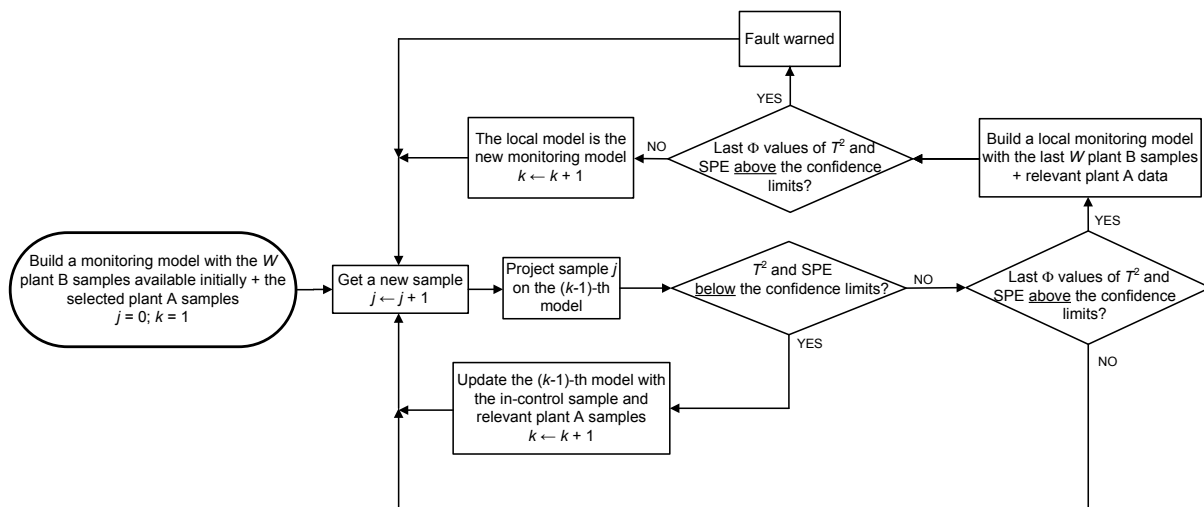 Fault warned
YES
The local model is the
new monitoring model
k ← k + 1
NO
Last Φ values of T² and
SPE above the confidence
limits?
Build a local monitoring model
with the last W plant B samples
+ relevant plant A data
YES
Build a monitoring model with the W
plant B samples available initially + the
selected plant A samples
j = 0; k = 1
Get a new sample
j ← j + 1
Project sample j
on the (k-1)-th
model
T² and SPE
below the confidence limits?
NO
Last Φ values of T² and
SPE above the confidence
limits?
YES
NO
Update the (k-1)-th model with
the in-control sample and
relevant plant A samples
k ← k + 1